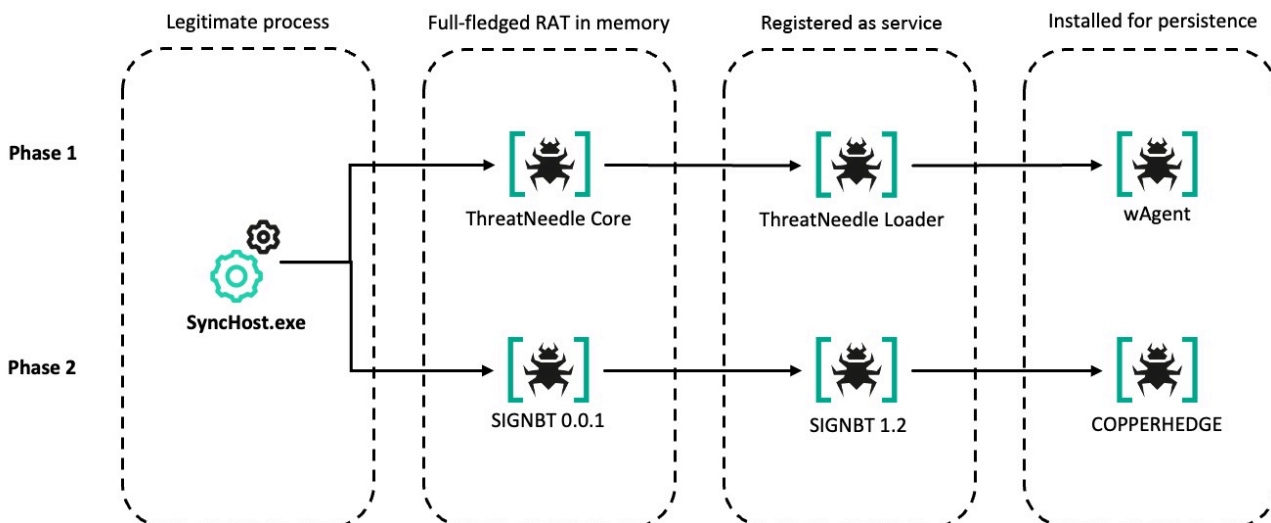 Legitimate process
Full-fledged RAT in memory
Registered as service
Installed for persistence
Phase 1
ThreatNeedle Core
ThreatNeedle Loader
wAgent
SyncHost.exe
Phase 2
SIGNBT 0.0.1
SIGNBT 1.2
COPPERHEDGE